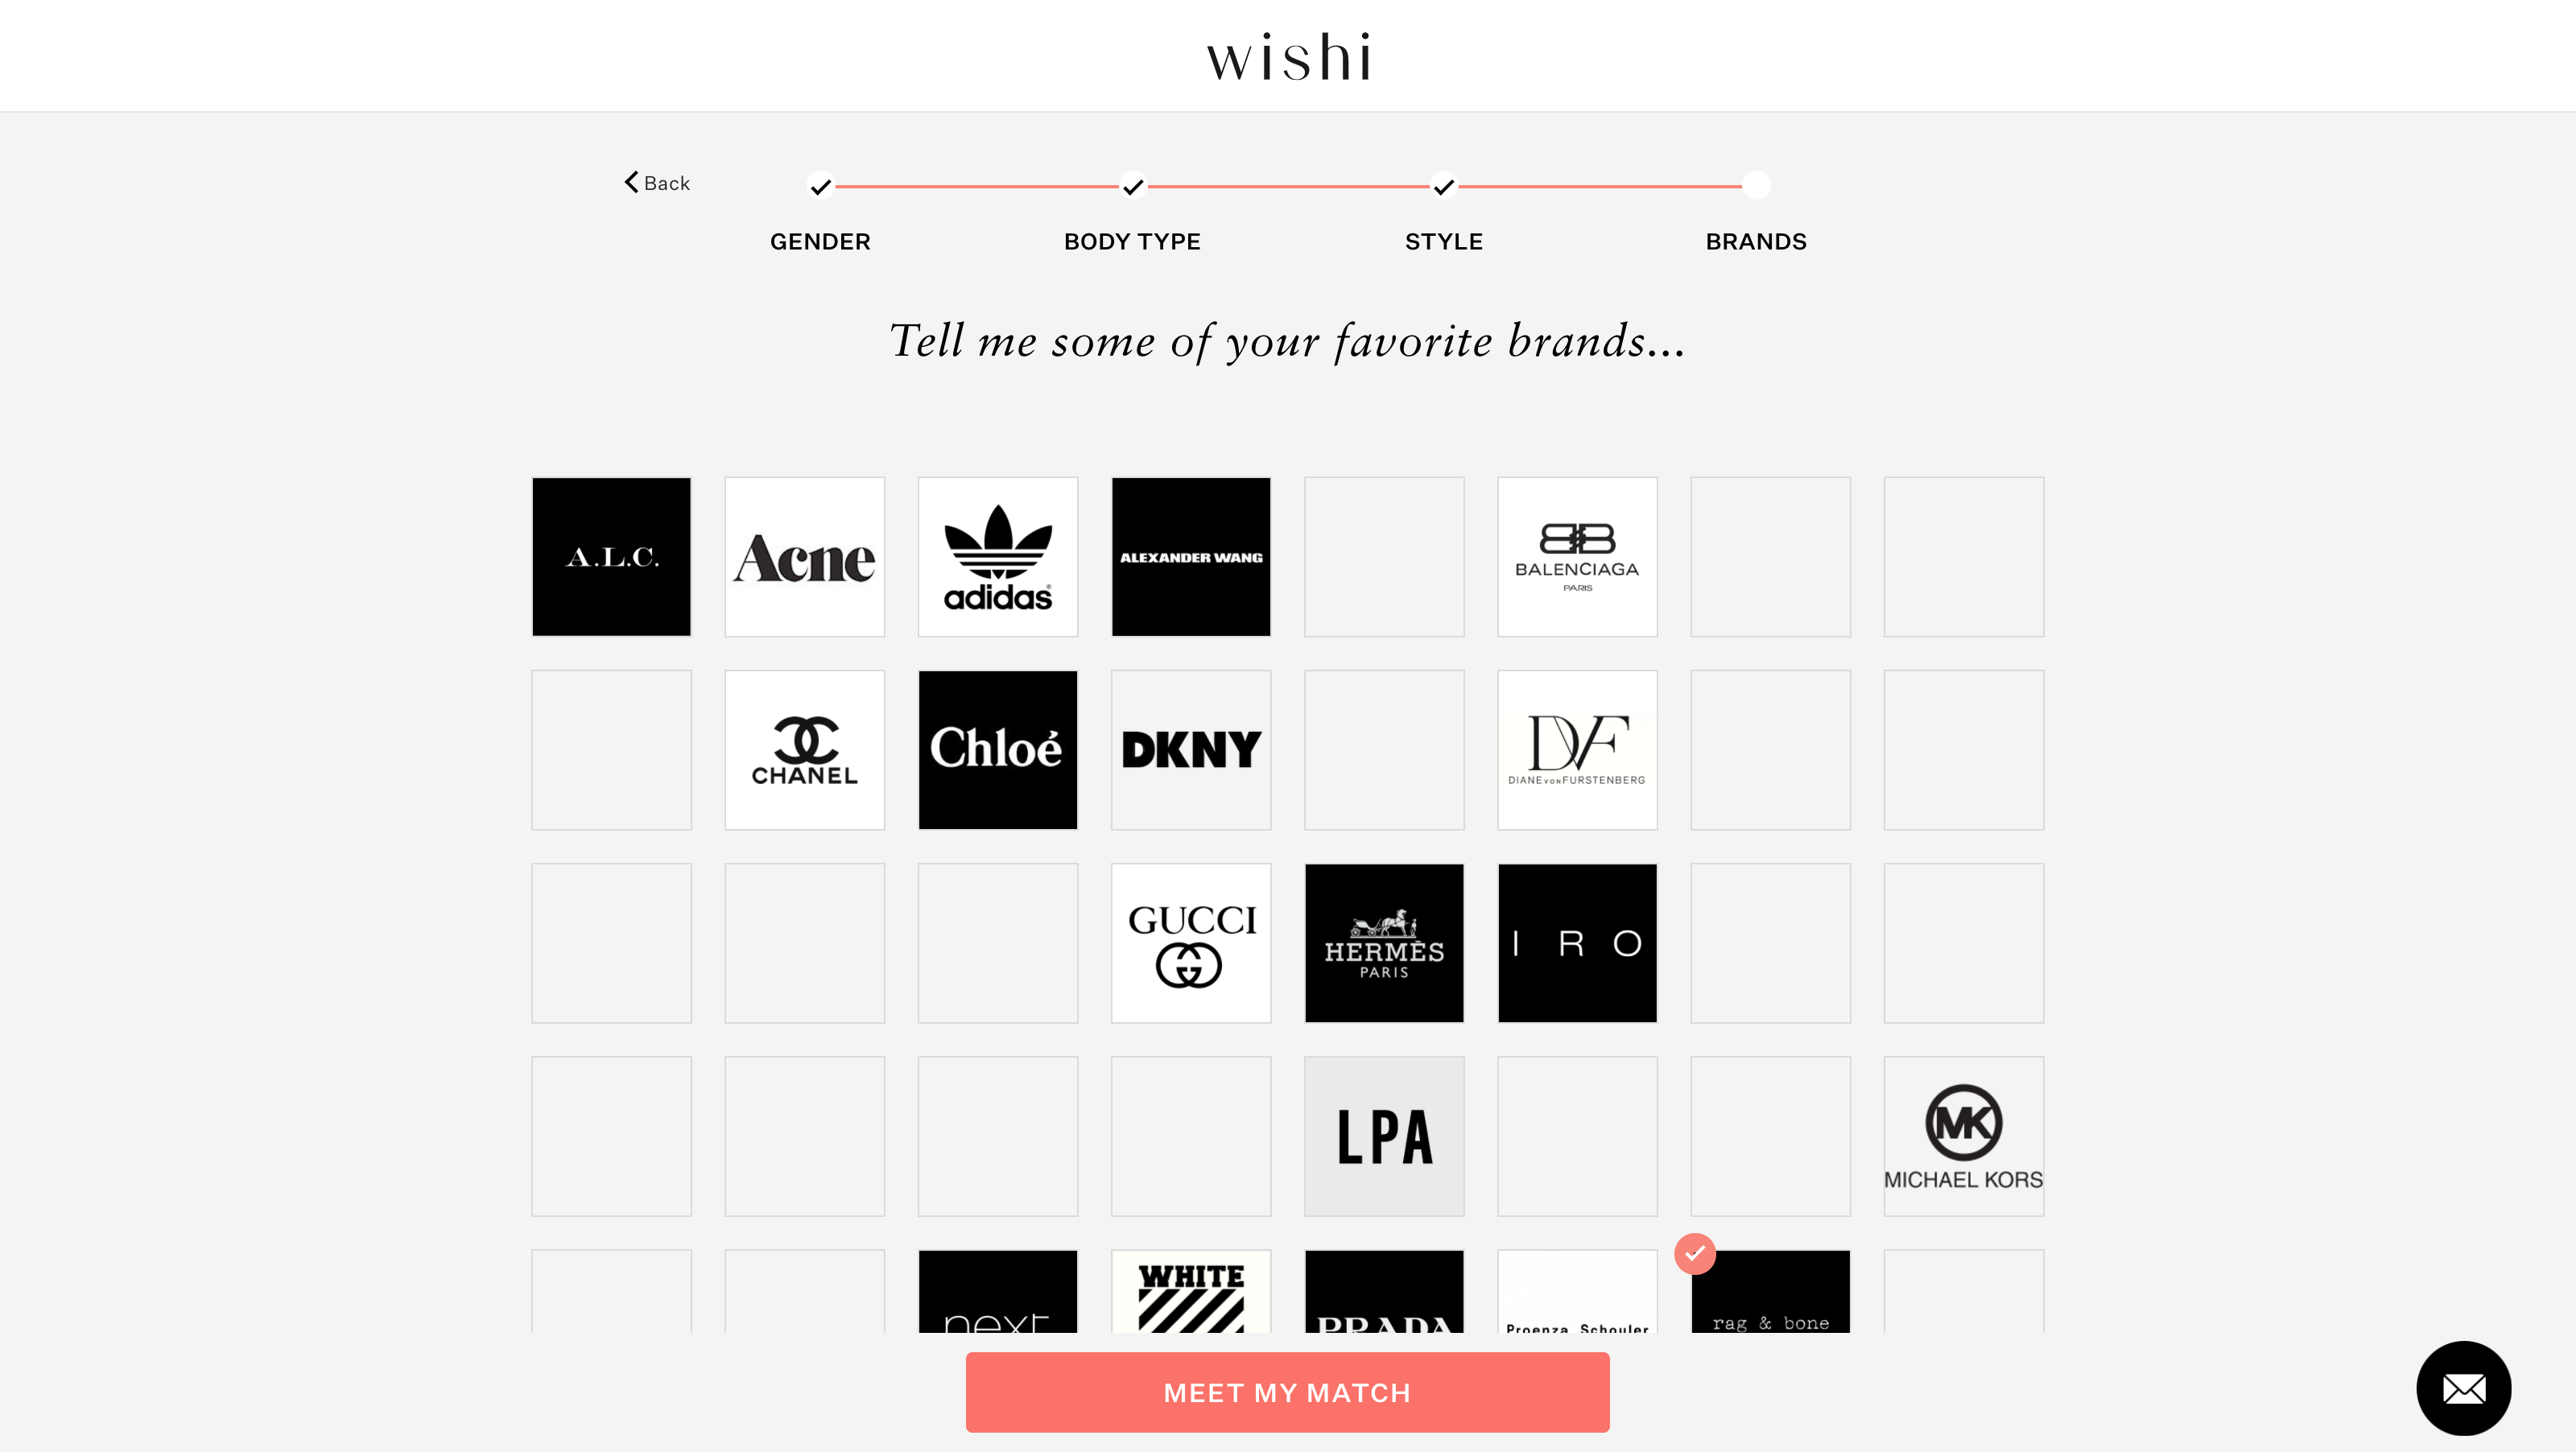 wishi
Back
GENDER
BODY TYPE
STYLE
BRANDS
Tell me some of your favorite brands...
A.L.C.
Acne
adidas®
ALEXANDER WANG
BALENCIAGA
PARIS
CHANEL
Chloé
DKNY
DVF
DIANE VON FURSTENBERG
GUCCI
HERMÈS
PARIS
I R O
LPA
MK
MICHAEL KORS
next
WHITE
PRADA
Proenza Schouler
rag & bone
MEET MY MATCH